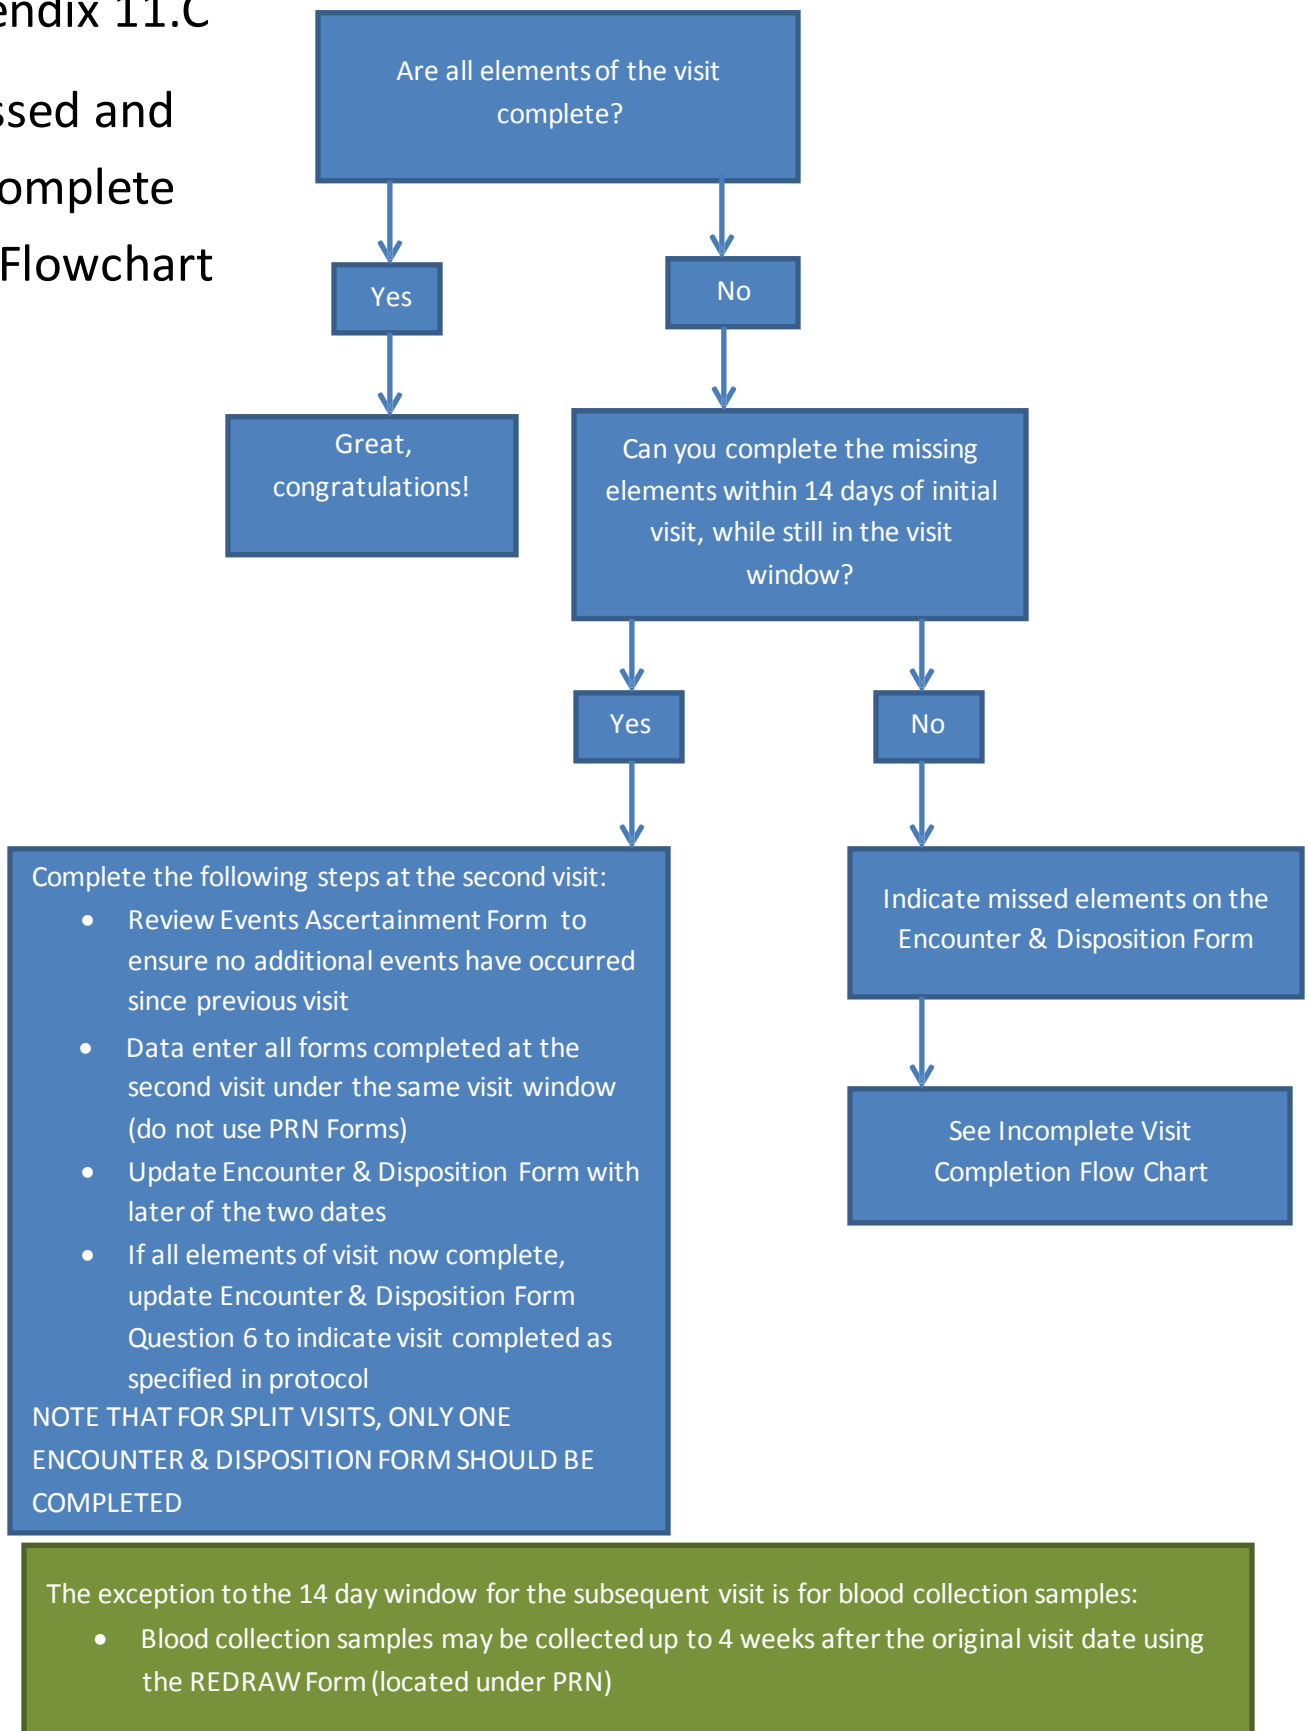 11.C
and
Flowchart
Are all elements of the visit
complete?
Yes
No
Great,
congratulations!
Can you complete the missing
elements within 14 days of initial
visit, while still in the visit
window?
Yes
No
Complete the following steps at the second visit:
• Review Events Ascertainment Form to
ensure no additional events have occurred
since previous visit
• Data enter all forms completed at the
second visit under the same visit window
(do not use PRN Forms)
• Update Encounter & Disposition Form with
later of the two dates
• If all elements of visit now complete,
update Encounter & Disposition Form
Question 6 to indicate visit completed as
specified in protocol
NOTE THAT FOR SPLIT VISITS, ONLY ONE
ENCOUNTER & DISPOSITION FORM SHOULD BE
COMPLETED
Indicate missed elements on the
Encounter & Disposition Form
See Incomplete Visit
Completion Flow Chart
The exception to the 14 day window for the subsequent visit is for blood collection samples:
• Blood collection samples may be collected up to 4 weeks after the original visit date using
the REDRAW Form (located under PRN)